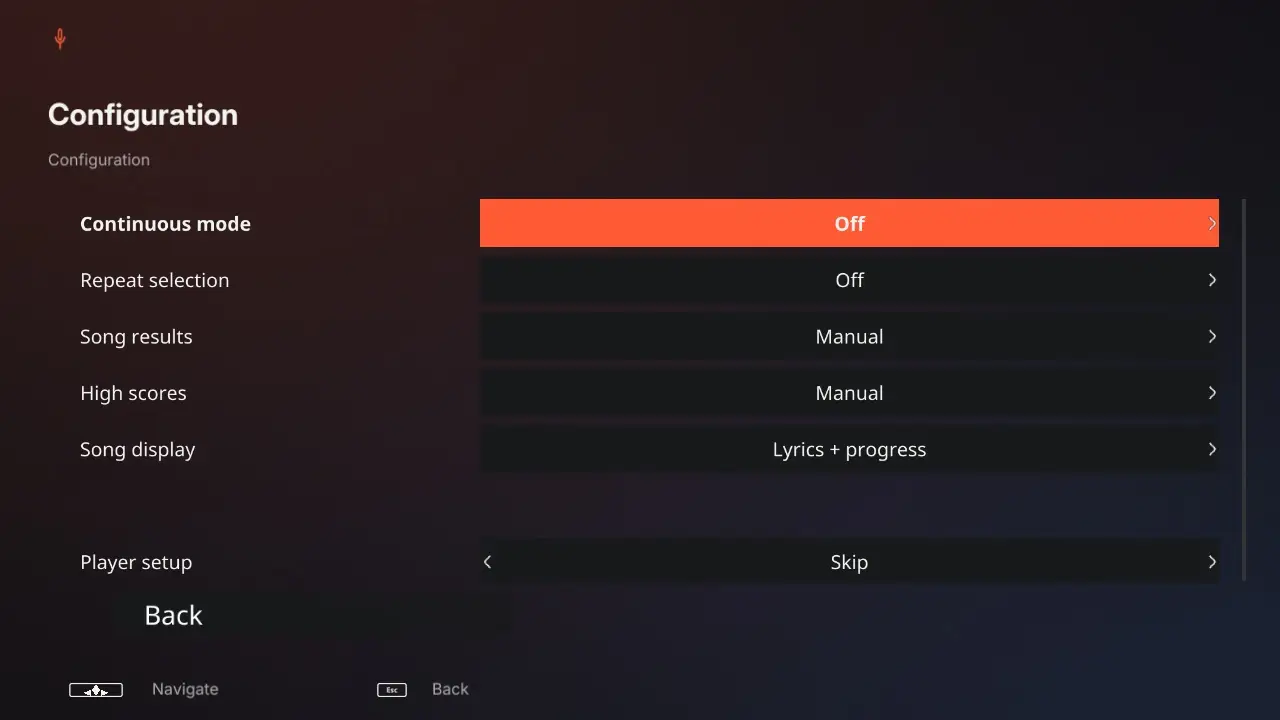 Configuration
Configuration
Continuous mode Off
Repeat selection Off
Song results Manual
High scores Manual
Song display Lyrics + progress
Player setup Skip
Back
Navigate Esc Back